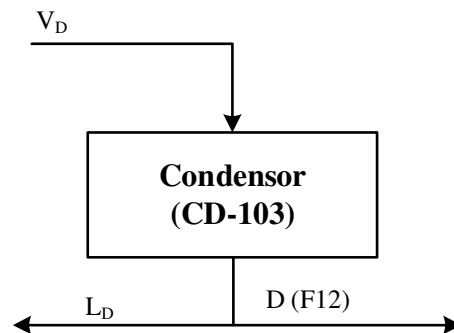 V_D
Condensor
(CD-103)
L_D
D (F12)